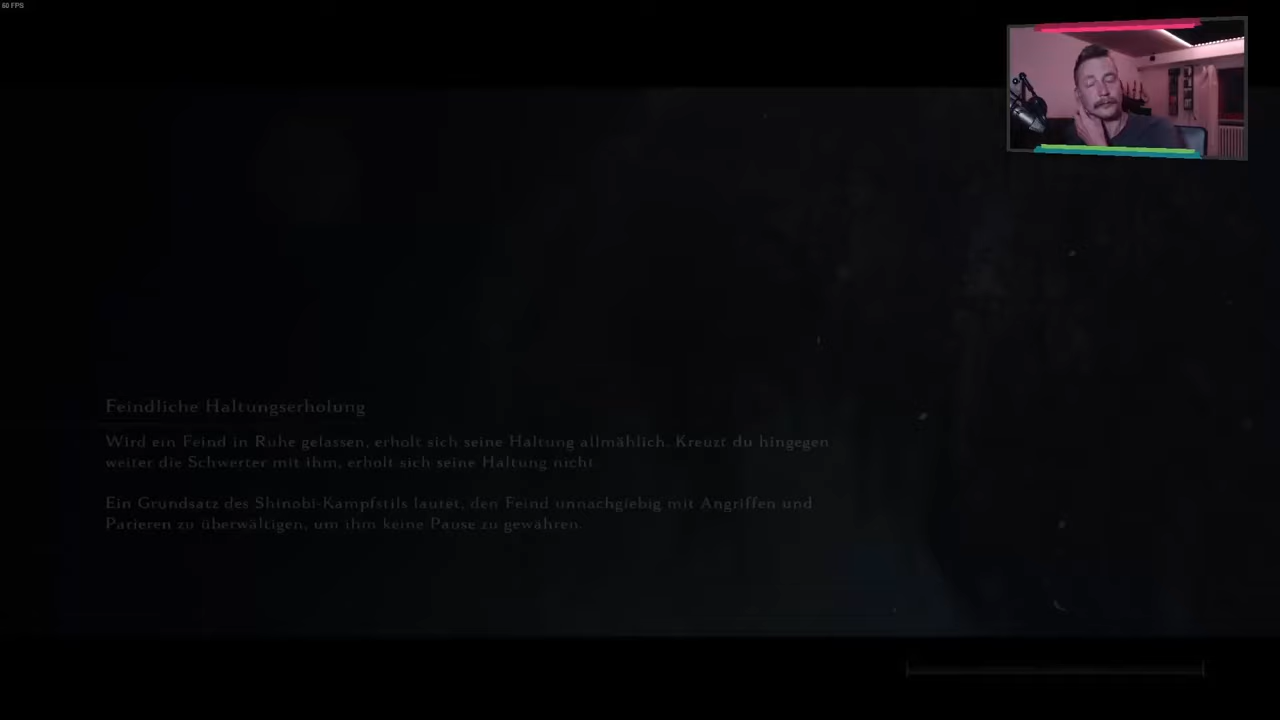 60 FPS
Feindliche Haltungserholung
Wird ein Feind in Ruhe gelassen, erholt sich seine Haltung allmählich. Kreuzt du hingegen
weiter die Schwerter mit ihm, erholt sich seine Haltung nicht.
Ein Grundsatz des Shinobi-Kampfstils lautet, den Feind unnachgiebig mit Angriffen und
Parieren zu überwältigen, um ihm keine Pause zu gewähren.